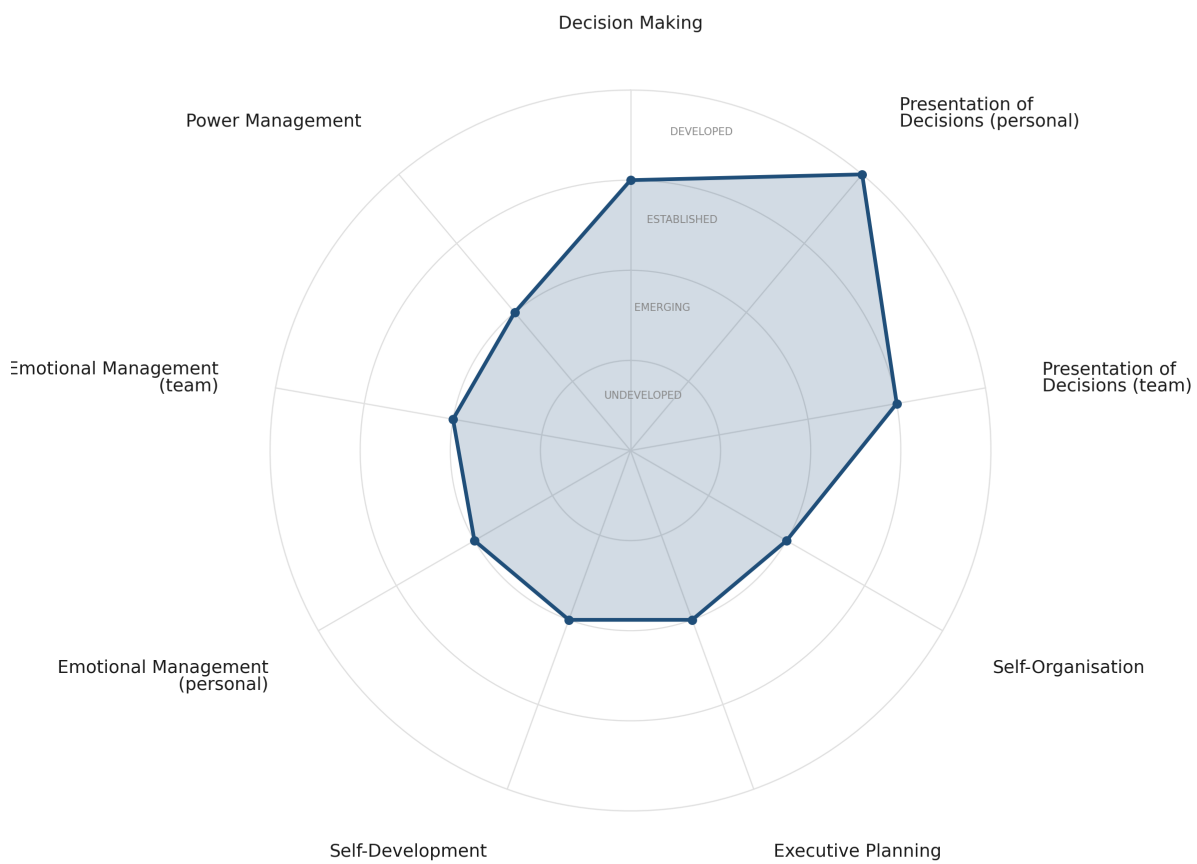 Decision Making
Presentation of
Decisions (personal)
Power Management
DEVELOPED
ESTABLISHED
EMERGING
UNDEVELOPED
Emotional Management
(team)
Presentation of
Decisions (team)
Emotional Management
(personal)
Self-Organisation
Self-Development
Executive Planning